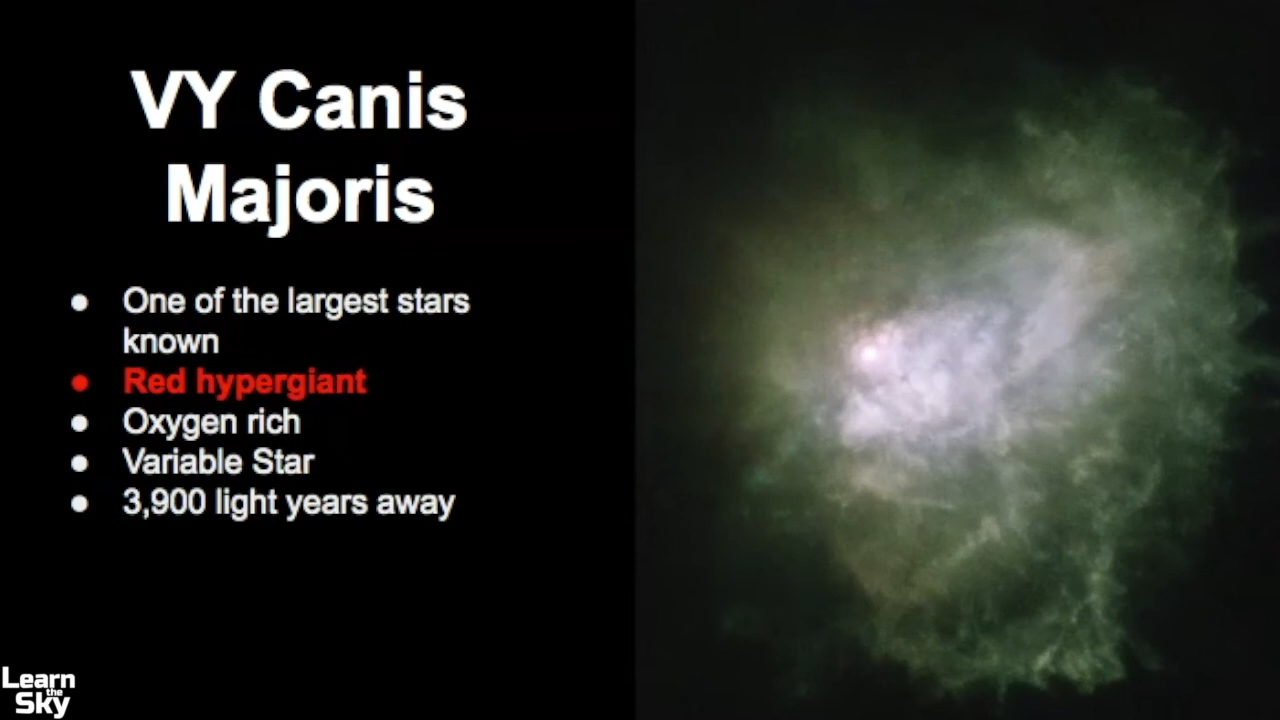 VY Canis
Majoris
● One of the largest stars
known
● Red hypergiant
● Oxygen rich
● Variable Star
● 3,900 light years away
Learn
the
Sky